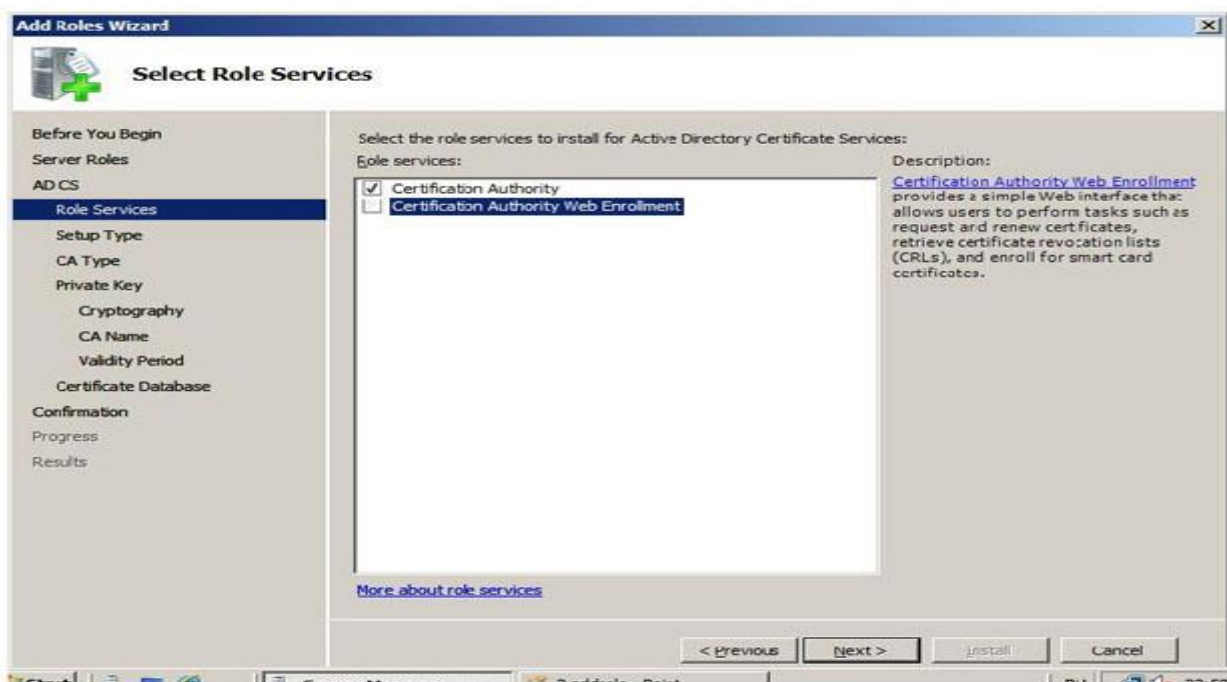 Add Roles Wizard
Select Role Services
Before You Begin
Server Roles
AD CS
Role Services
Setup Type
CA Type
Private Key
Cryptography
CA Name
Validity Period
Certificate Database
Confirmation
Progress
Results
Select the role services to install for Active Directory Certificate Services:
Role services:
Certification Authority
Certification Authority Web Enrollment
More about role services
Description:
Certification Authority Web Enrollment
provides a simple Web interface that
allows users to perform tasks such as
request and renew certificates,
retrieve certificate revocation lists
(CRLs), and enroll for smart card
certificates.
< Previous
Next >
Install
Cancel
Start